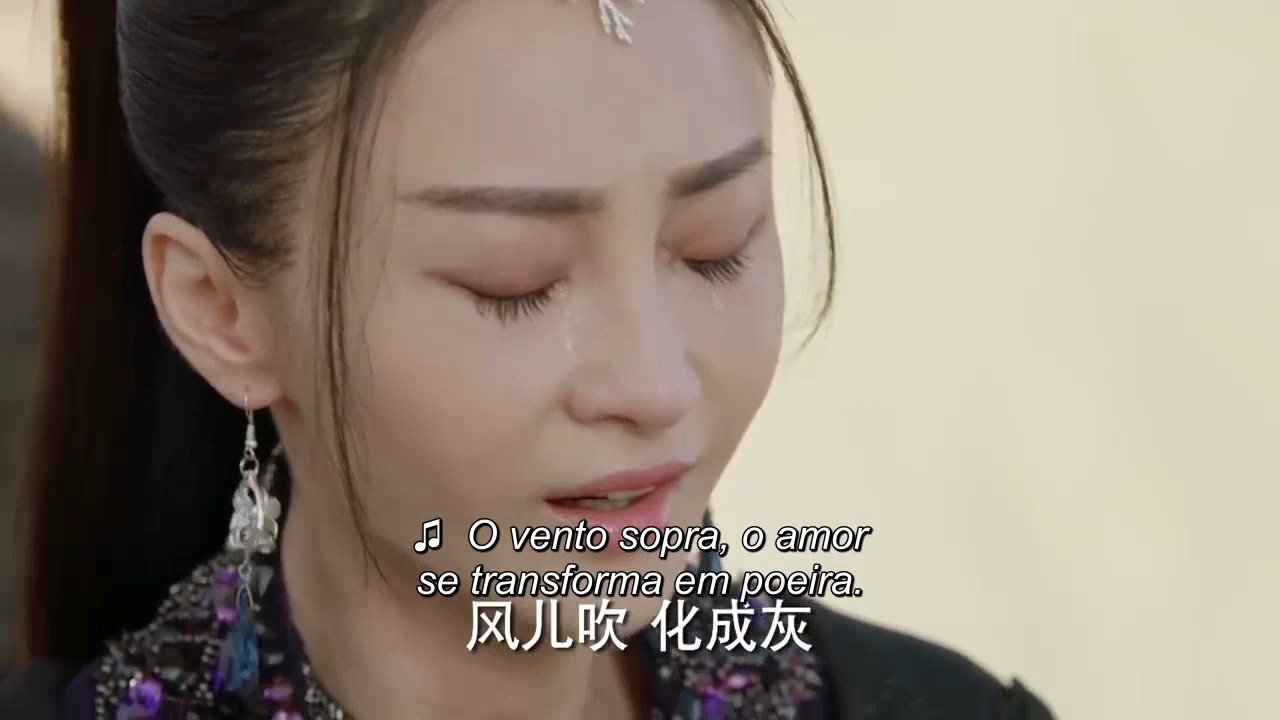 ♫ O vento sopra, o amor
se transforma em poeira.
风儿吹 化成灰